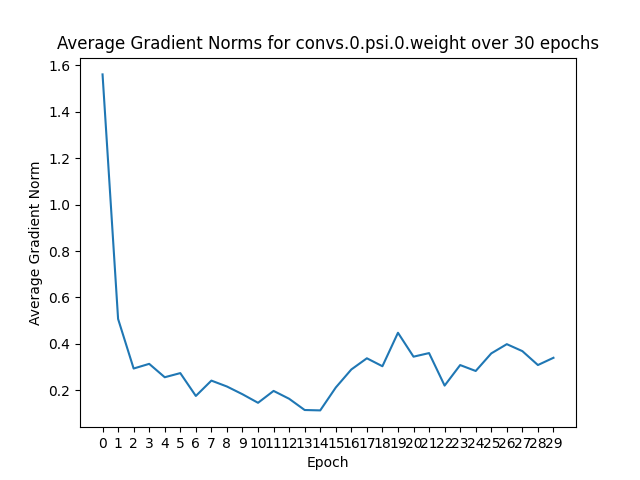 Average Gradient Norms for convs.0.psi.0.weight over 30 epochs
1.6
1.4
1.2
1.0
0.8
0.6
0.4
0.2
Average Gradient Norm
0 1 2 3 4 5 6 7 8 9 10 11 12 13 14 15 16 17 18 19 20 21 22 23 24 25 26 27 28 29
Epoch